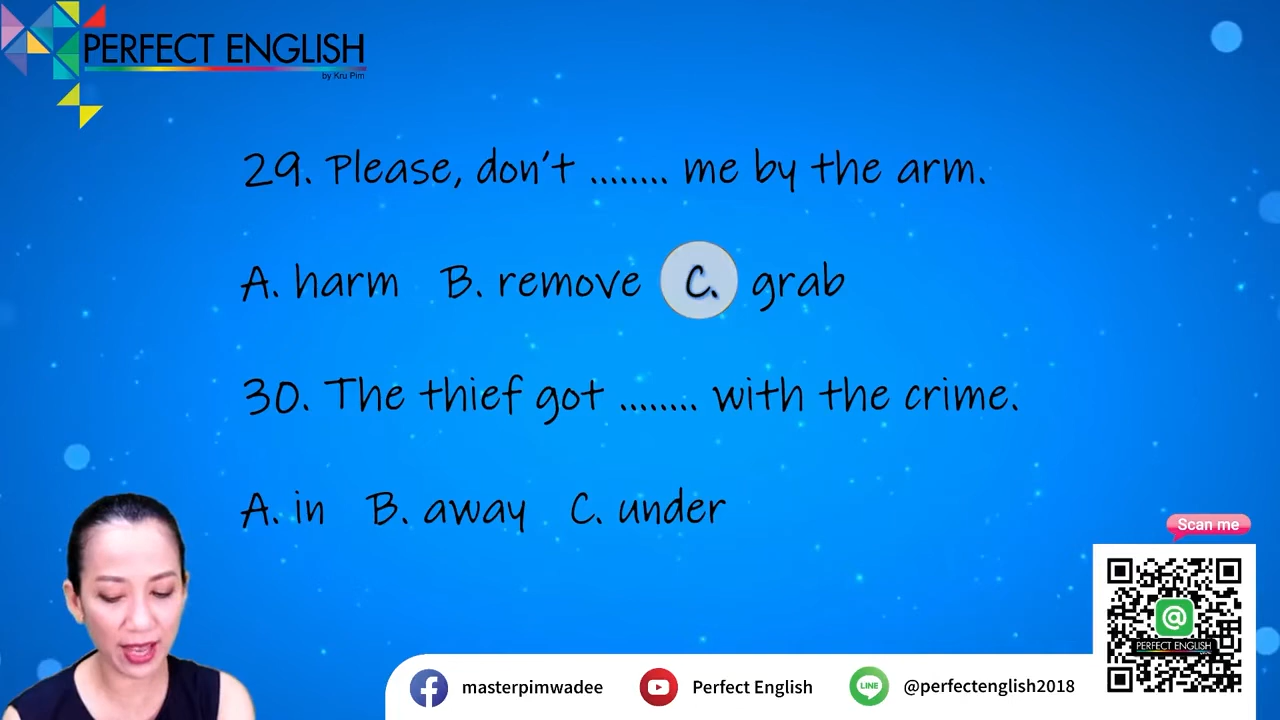 PERFECT ENGLISH
by Kru Pim
29. Please, don't ........ me by the arm.
A. harm B. remove C. grab
30. The thief got ........ with the crime.
A. in B. away C. under
Scan me
@
PERFECT ENGLISH
masterpimwadee
Perfect English
LINE
@perfectenglish2018